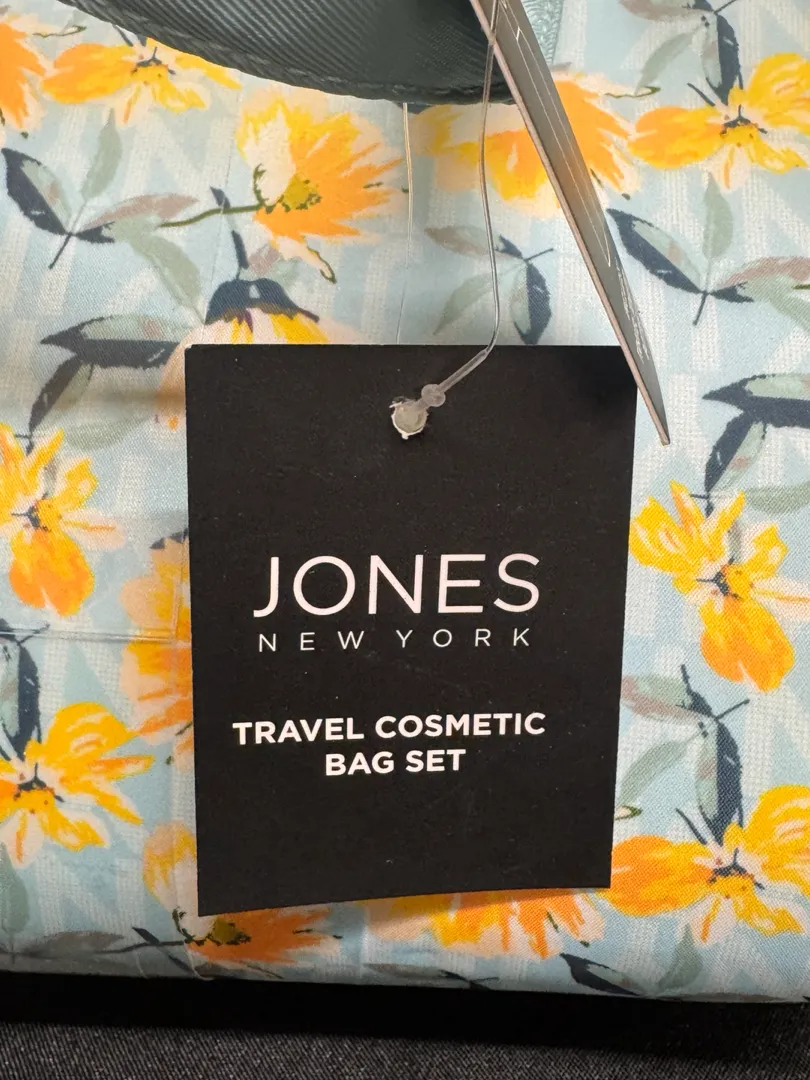 JONES
NEW YORK
TRAVEL COSMETIC
BAG SET